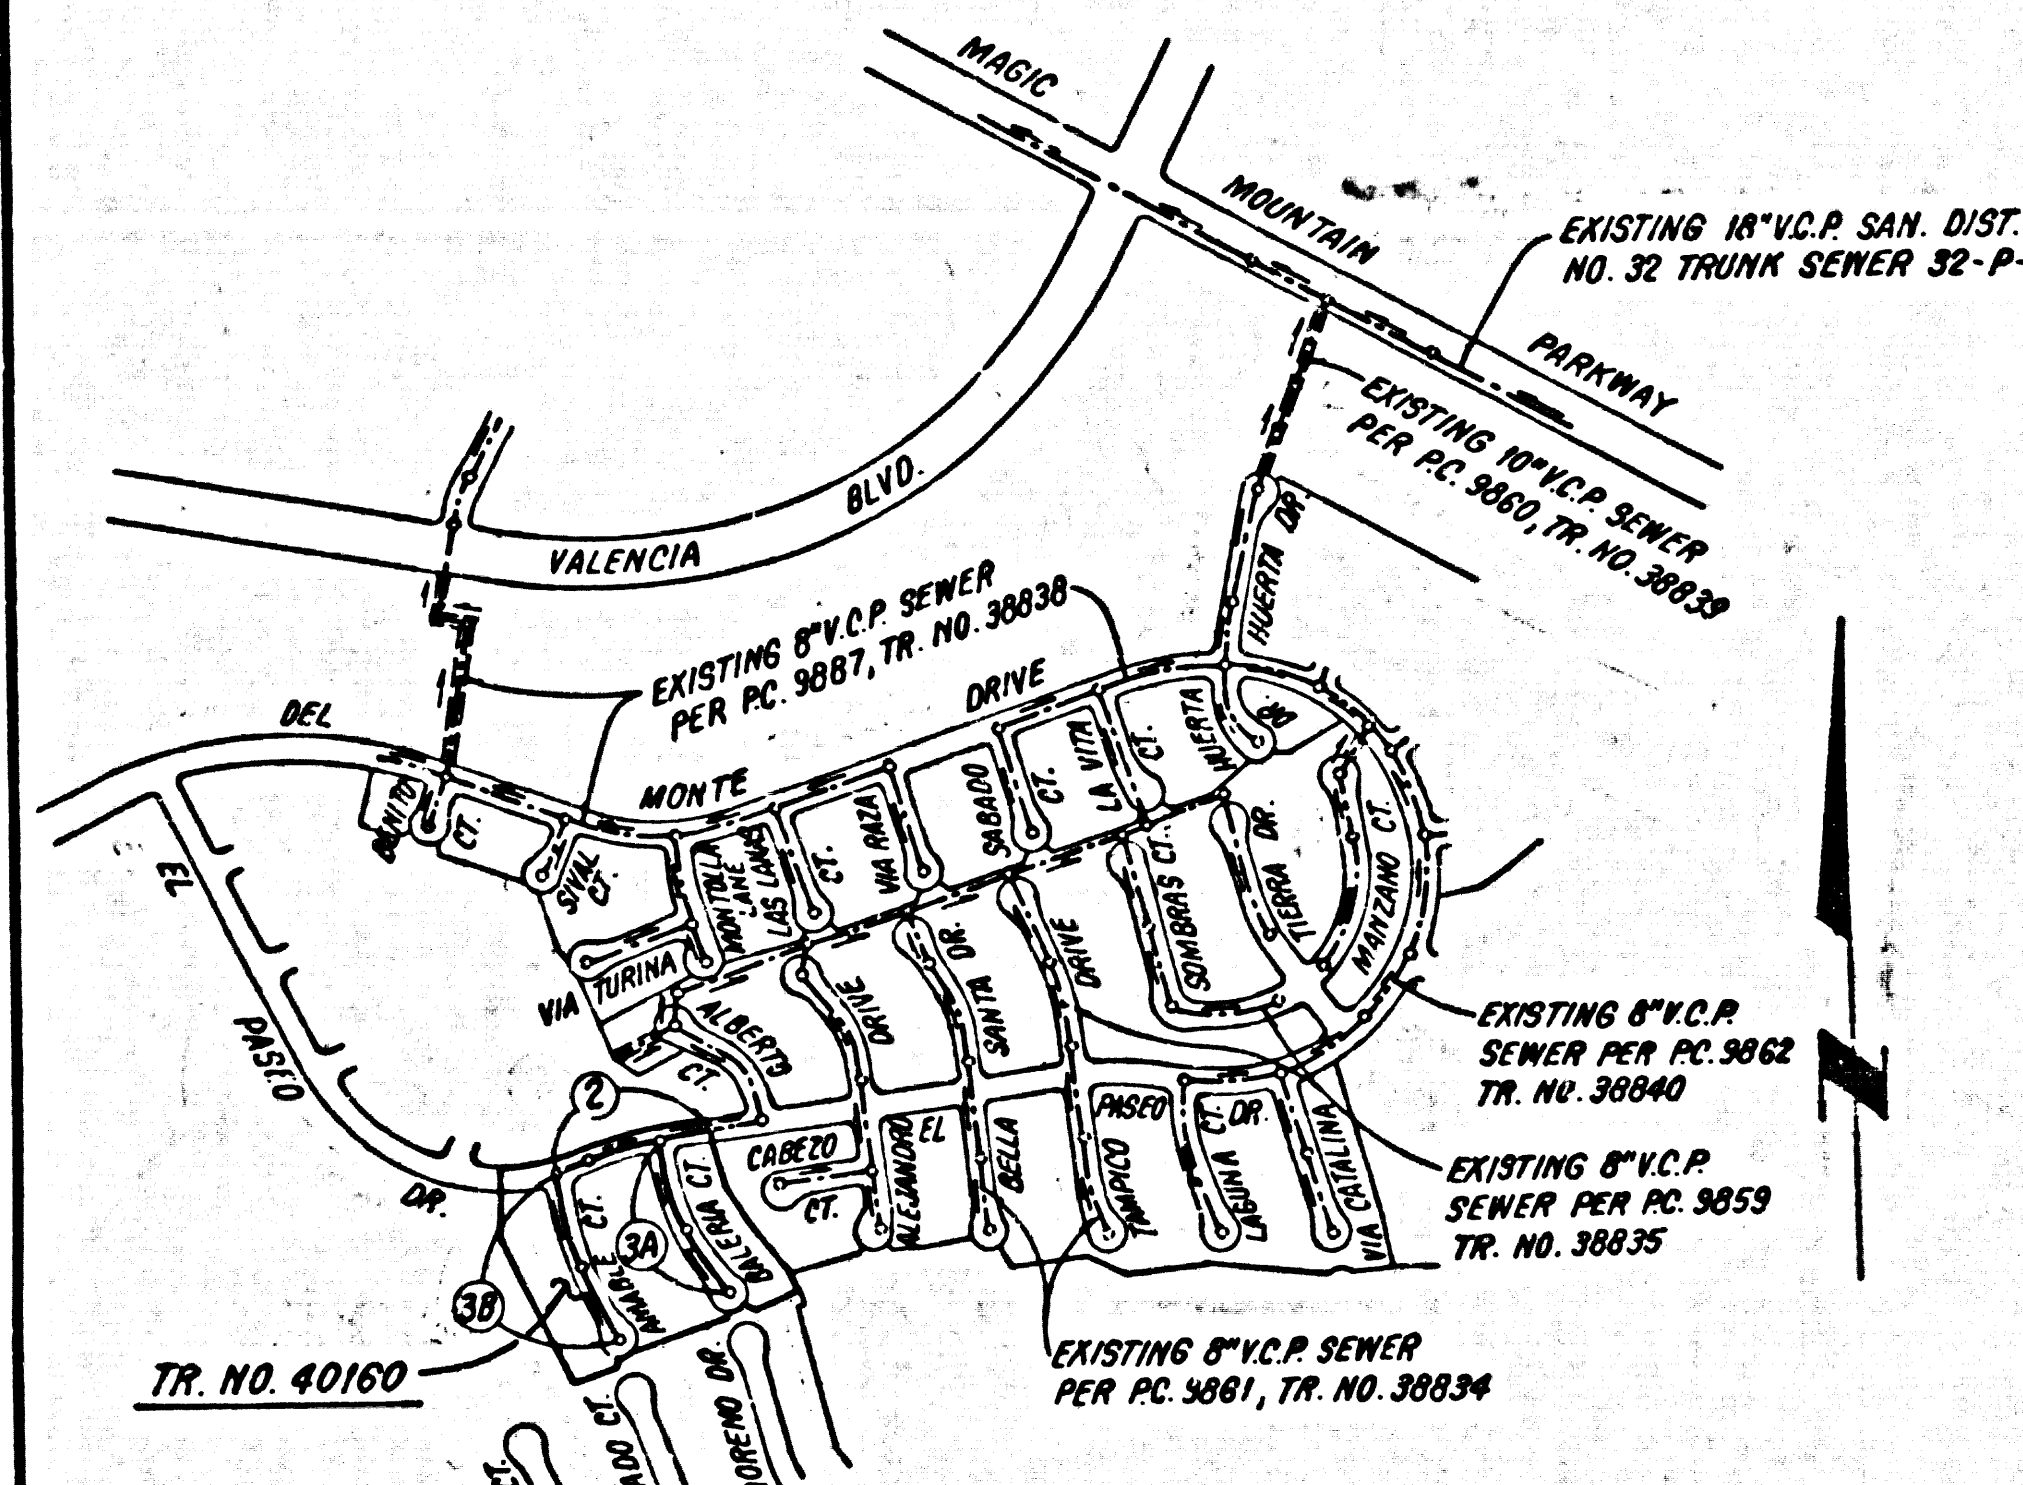 MAGIC
MOUNTAIN
PARKWAY
EXISTING 18" V.C.P. SAN. DIST.
NO. 32 TRUNK SEWER 32-P-
EXISTING 10" V.C.P. SEWER
PER P.C. 9860, TR. NO. 38839
VALENCIA
BLVD.
HUERTA DR.
EXISTING 8" V.C.P. SEWER
PER P.C. 9887, TR. NO. 38838
DEL
MONTE
DRIVE
BENITO
CT.
SIVAL
CT.
MONTOLLA
LANE
LAS LANAS
CT.
VIA RAZA
SABADO
CT.
LA VITA
CT.
HUERTA
DR.
EL
PASEO
DR.
VIA TURINA
ALBERTO
CT.
DRIVE
SANTA DR.
DRIVE
SOMBRAS CT.
TIERRA DR.
MANZANO CT.
EXISTING 8" V.C.P.
SEWER PER P.C. 9862
TR. NO. 38840
2
CABEZO
CT.
ALEJANDRO
EL
BELLA
PASEO
DR.
TAMPICO
LAGUNA CT.
VIA CATALINA
EXISTING 8" V.C.P.
SEWER PER P.C. 9859
TR. NO. 38835
AMABLE CT.
3A
BALERIA CT.
3B
TR. NO. 40160
EXISTING 8" V.C.P. SEWER
PER P.C. 9861, TR. NO. 38834
CT.
ADO CT.
ORENO DR.